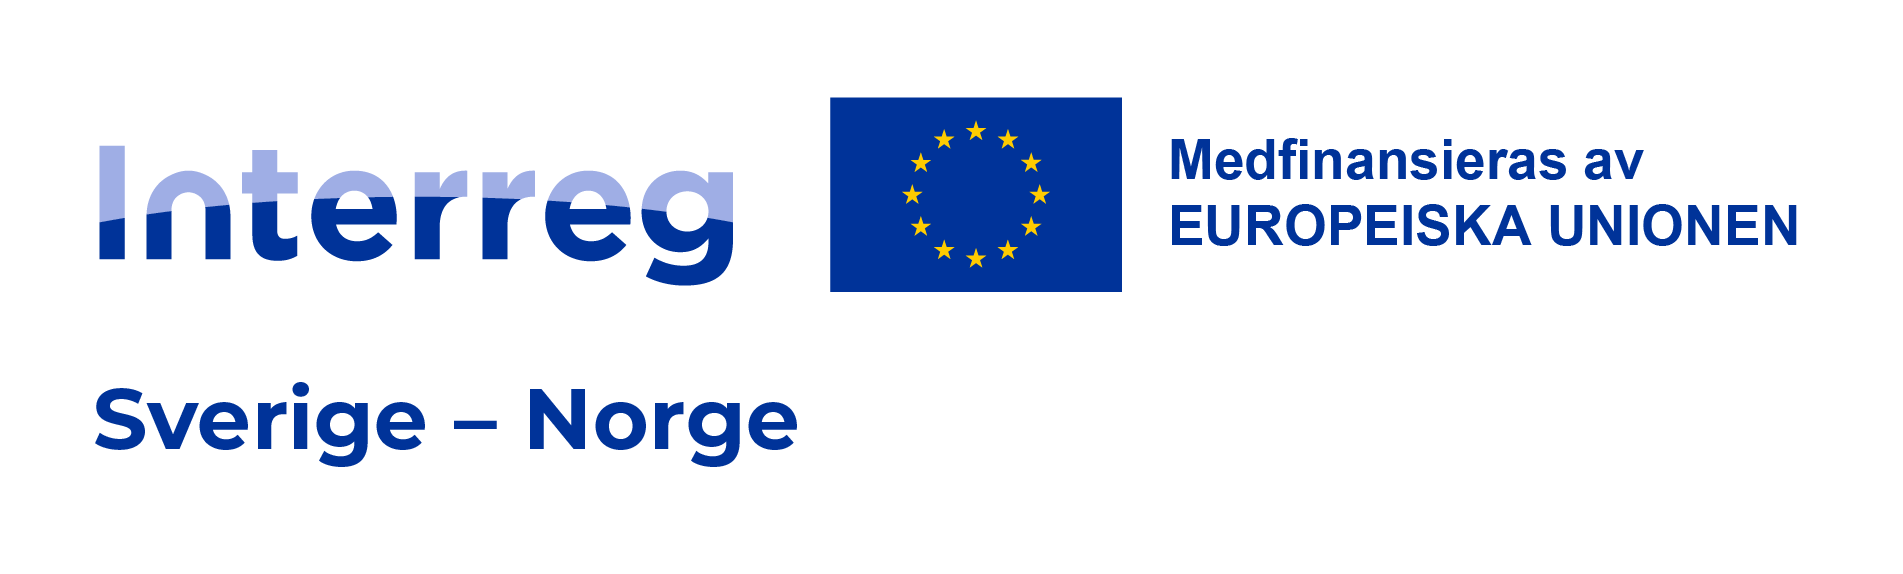 Interreg
Medfinansieras av
EUROPEISKA UNIONEN
Sverige – Norge